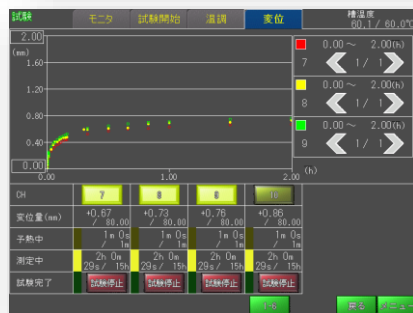 試験 モニタ 試験開始 温調 変位 槽温度 60.1/ 60.0℃
2.00
(mm)
1.60
1.20
0.80
0.40
0.00
0.00 1.00 2.00
(h)
0.00～ 2.00(h)
7 1/ 1
0.00～ 2.00(h)
8 1/ 1
0.00～ 2.00(h)
9 1/ 1
CH 7 8
変位量(mm) +0.67 / 80.00 +0.73 / 80.00 +0.76 / 80.00 +0.86 / 80.00
予熱中 1m 0s / 1m 1m 0s / 1m 1m 0s / 1m 1m 0s / 1m
測定中 2h 0m 29s/ 15h 2h 0m 29s/ 15h 2h 0m 29s/ 15h 2h 0m 29s/ 15h
試験完了 試験停止 試験停止 試験停止 試験停止
戻る メニュー